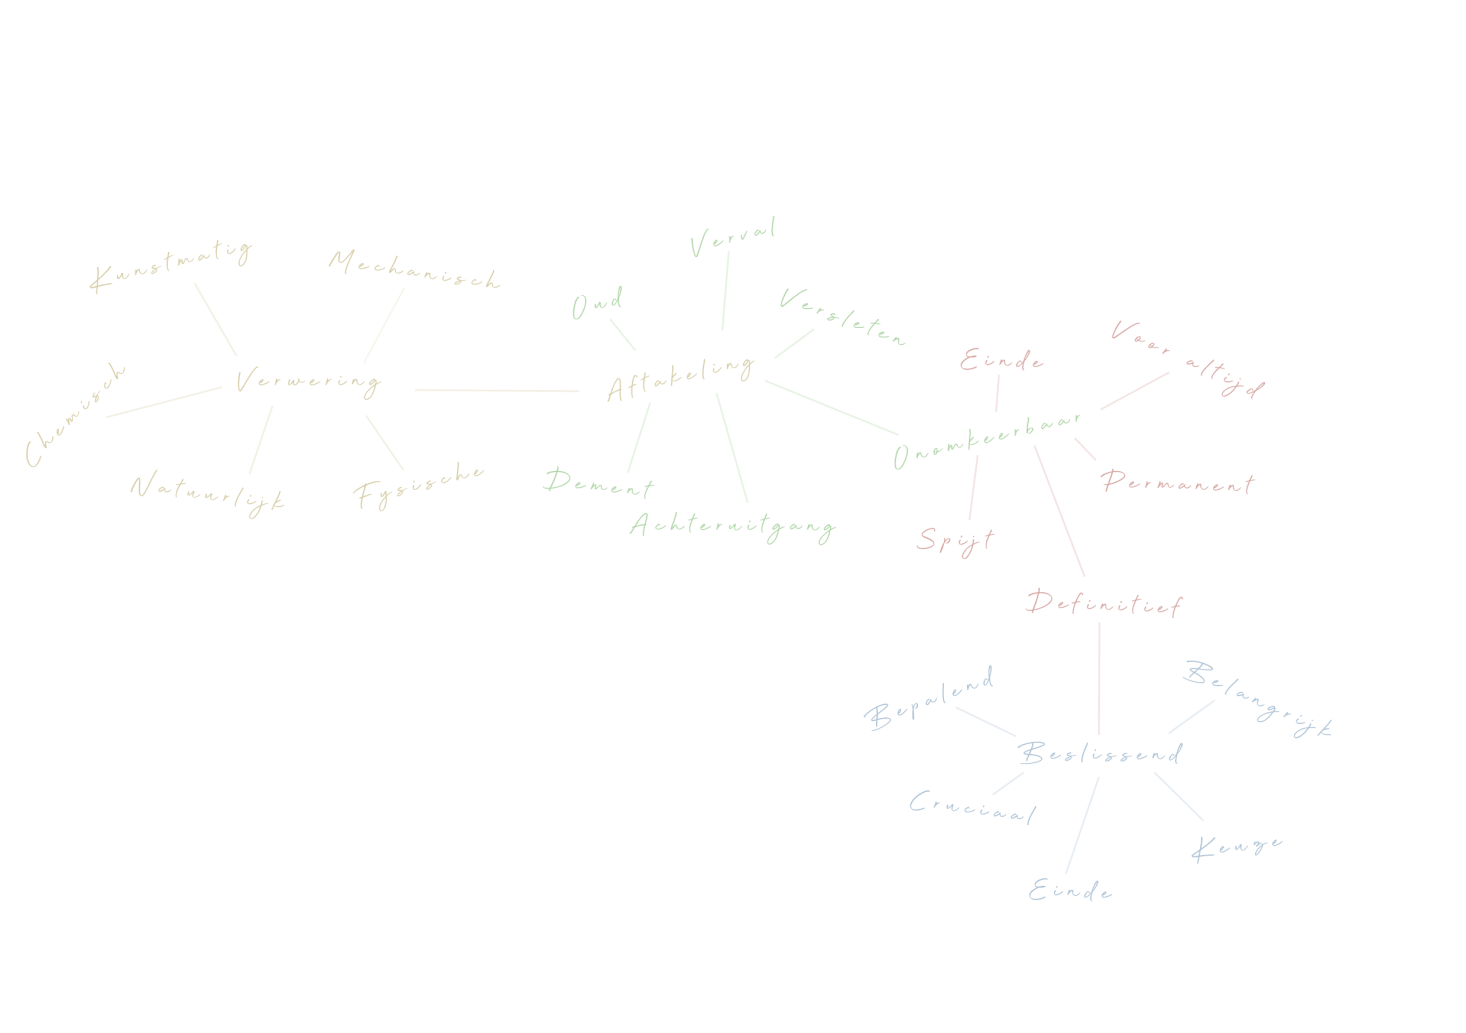 Kunstmatig
Mechanisch
Chemisch
Verwering
Natuurlijk
Fysische
Verval
Oud
Versleten
Aftakeling
Dement
Achteruitgang
Einde
Voor altijd
Onomkeerbaar
Permanent
Spijt
Definitief
Bepalend
Belangrijk
Beslissend
Cruciaal
Keuze
Einde